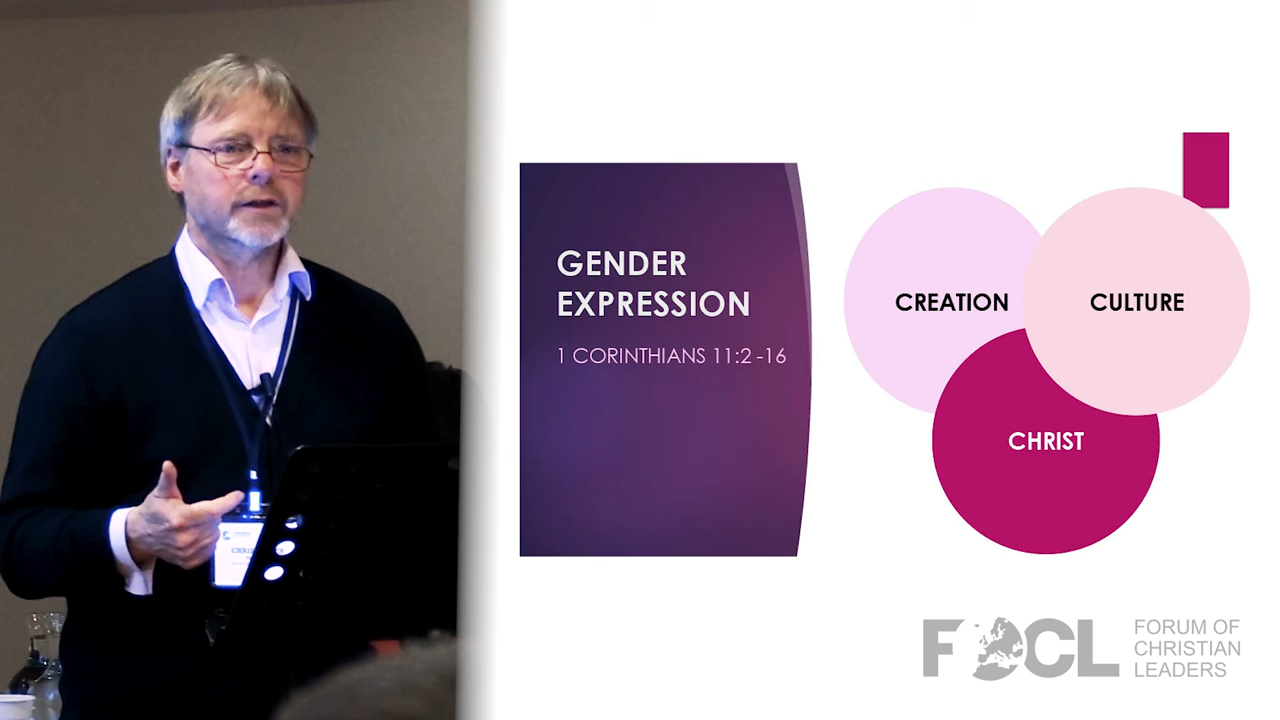 GENDER
EXPRESSION
1 CORINTHIANS 11:2-16
CREATION
CULTURE
CHRIST
FOCL
FORUM OF
CHRISTIAN
LEADERS